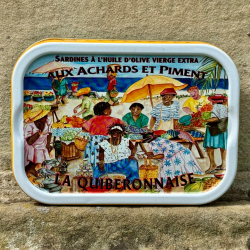 SARDINES À L'HUILE D'OLIVE VIERGE EXTRA
AUX ACHARDS ET PIMENT
LA QUIBERONNAISE